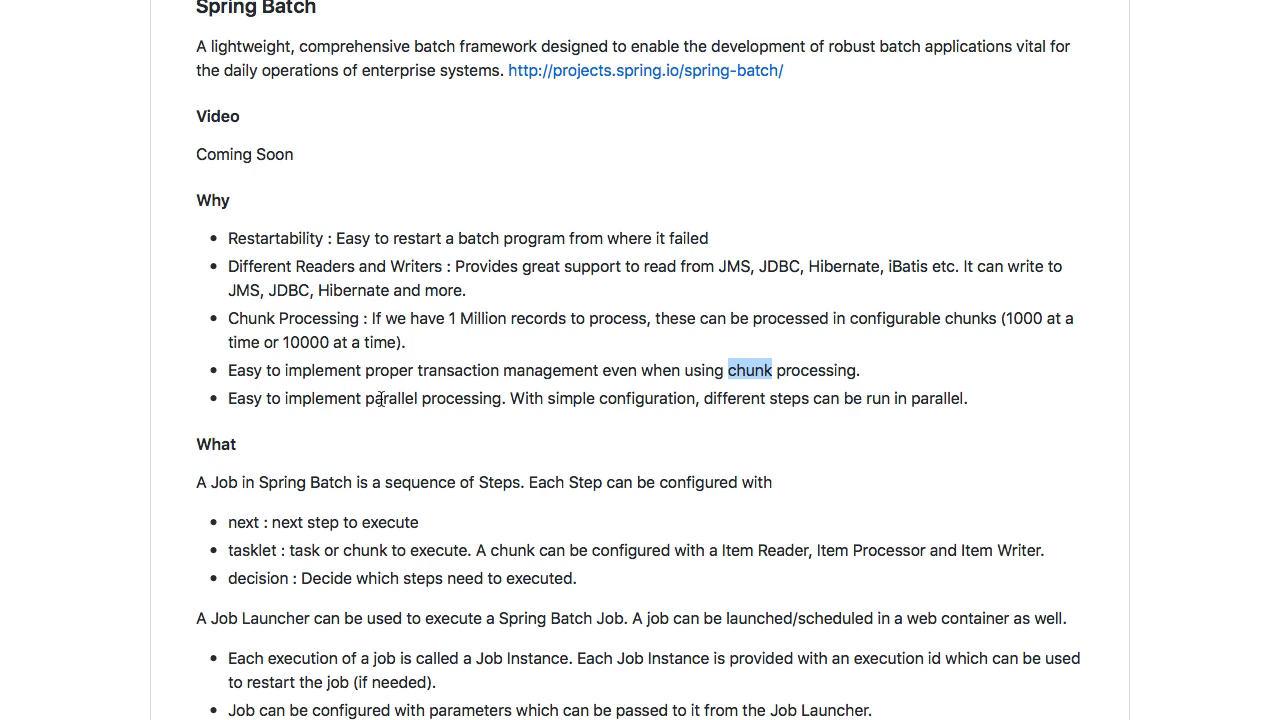 Spring Batch
A lightweight, comprehensive batch framework designed to enable the development of robust batch applications vital for
the daily operations of enterprise systems. http://projects.spring.io/spring-batch/
Video
Coming Soon
Why
• Restartability : Easy to restart a batch program from where it failed
• Different Readers and Writers : Provides great support to read from JMS, JDBC, Hibernate, iBatis etc. It can write to
JMS, JDBC, Hibernate and more.
• Chunk Processing : If we have 1 Million records to process, these can be processed in configurable chunks (1000 at a
time or 10000 at a time).
• Easy to implement proper transaction management even when using chunk processing.
• Easy to implement parallel processing. With simple configuration, different steps can be run in parallel.
What
A Job in Spring Batch is a sequence of Steps. Each Step can be configured with
• next : next step to execute
• tasklet : task or chunk to execute. A chunk can be configured with a Item Reader, Item Processor and Item Writer.
• decision : Decide which steps need to executed.
A Job Launcher can be used to execute a Spring Batch Job. A job can be launched/scheduled in a web container as well.
• Each execution of a job is called a Job Instance. Each Job Instance is provided with an execution id which can be used
to restart the job (if needed).
• Job can be configured with parameters which can be passed to it from the Job Launcher.